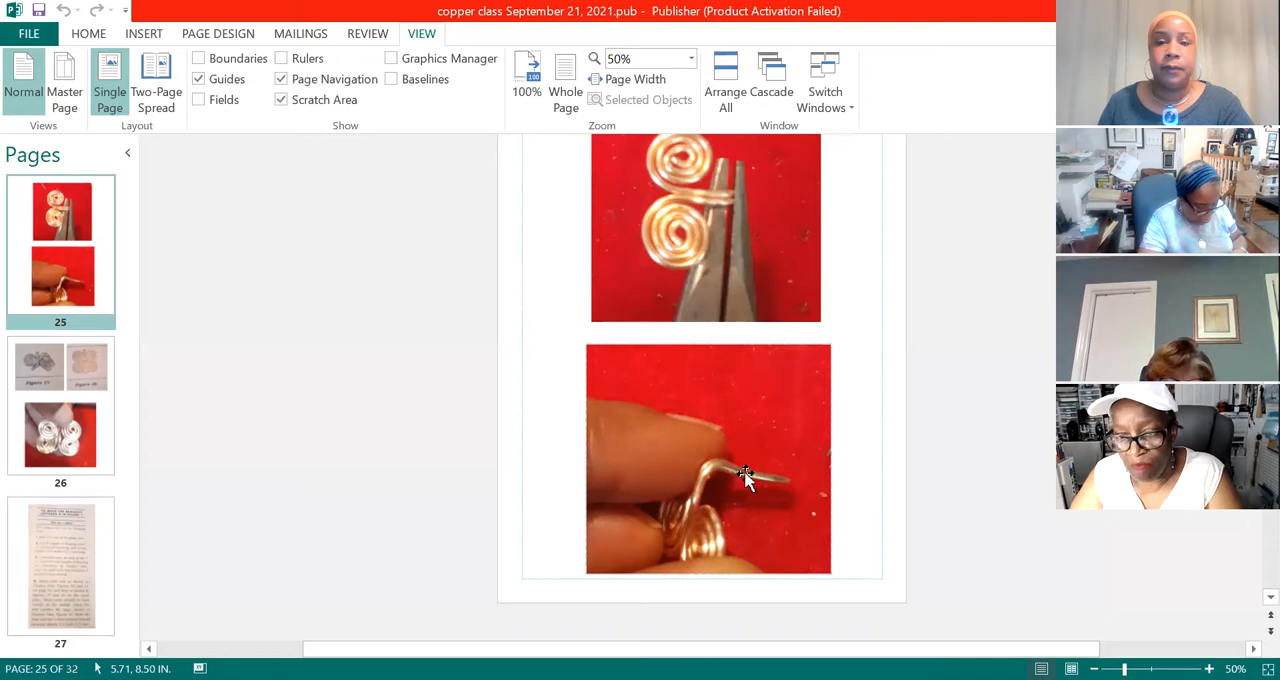 copper class September 21, 2021.pub - Publisher (Product Activation Failed)
FILE HOME INSERT PAGE DESIGN MAILINGS REVIEW VIEW
Normal
Master Page
Single Page
Two-Page Spread
Boundaries Rulers Graphics Manager
Guides Page Navigation Baselines
Fields Scratch Area
100%
Whole Page
50%
Page Width
Selected Objects
Arrange All
Cascade
Switch Windows
Views Layout Show Zoom Window
Pages
25
26
27
PAGE: 25 OF 32 5.71, 8.50 IN. 50%